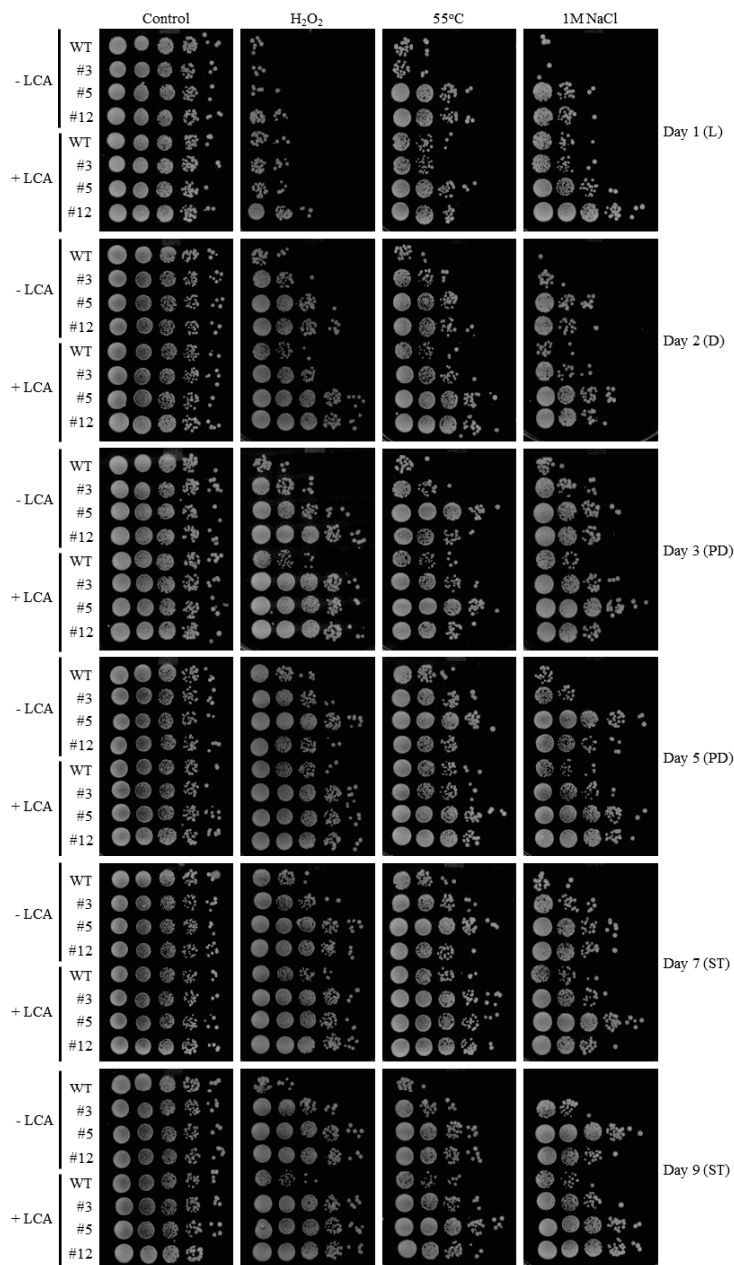 Control H₂O₂ 55°C 1M NaCl
- LCA
WT
#3
#5
#12
+ LCA
WT
#3
#5
#12
Day 1 (L)
- LCA
WT
#3
#5
#12
+ LCA
WT
#3
#5
#12
Day 2 (D)
- LCA
WT
#3
#5
#12
+ LCA
WT
#3
#5
#12
Day 3 (PD)
- LCA
WT
#3
#5
#12
+ LCA
WT
#3
#5
#12
Day 5 (PD)
- LCA
WT
#3
#5
#12
+ LCA
WT
#3
#5
#12
Day 7 (ST)
- LCA
WT
#3
#5
#12
+ LCA
WT
#3
#5
#12
Day 9 (ST)